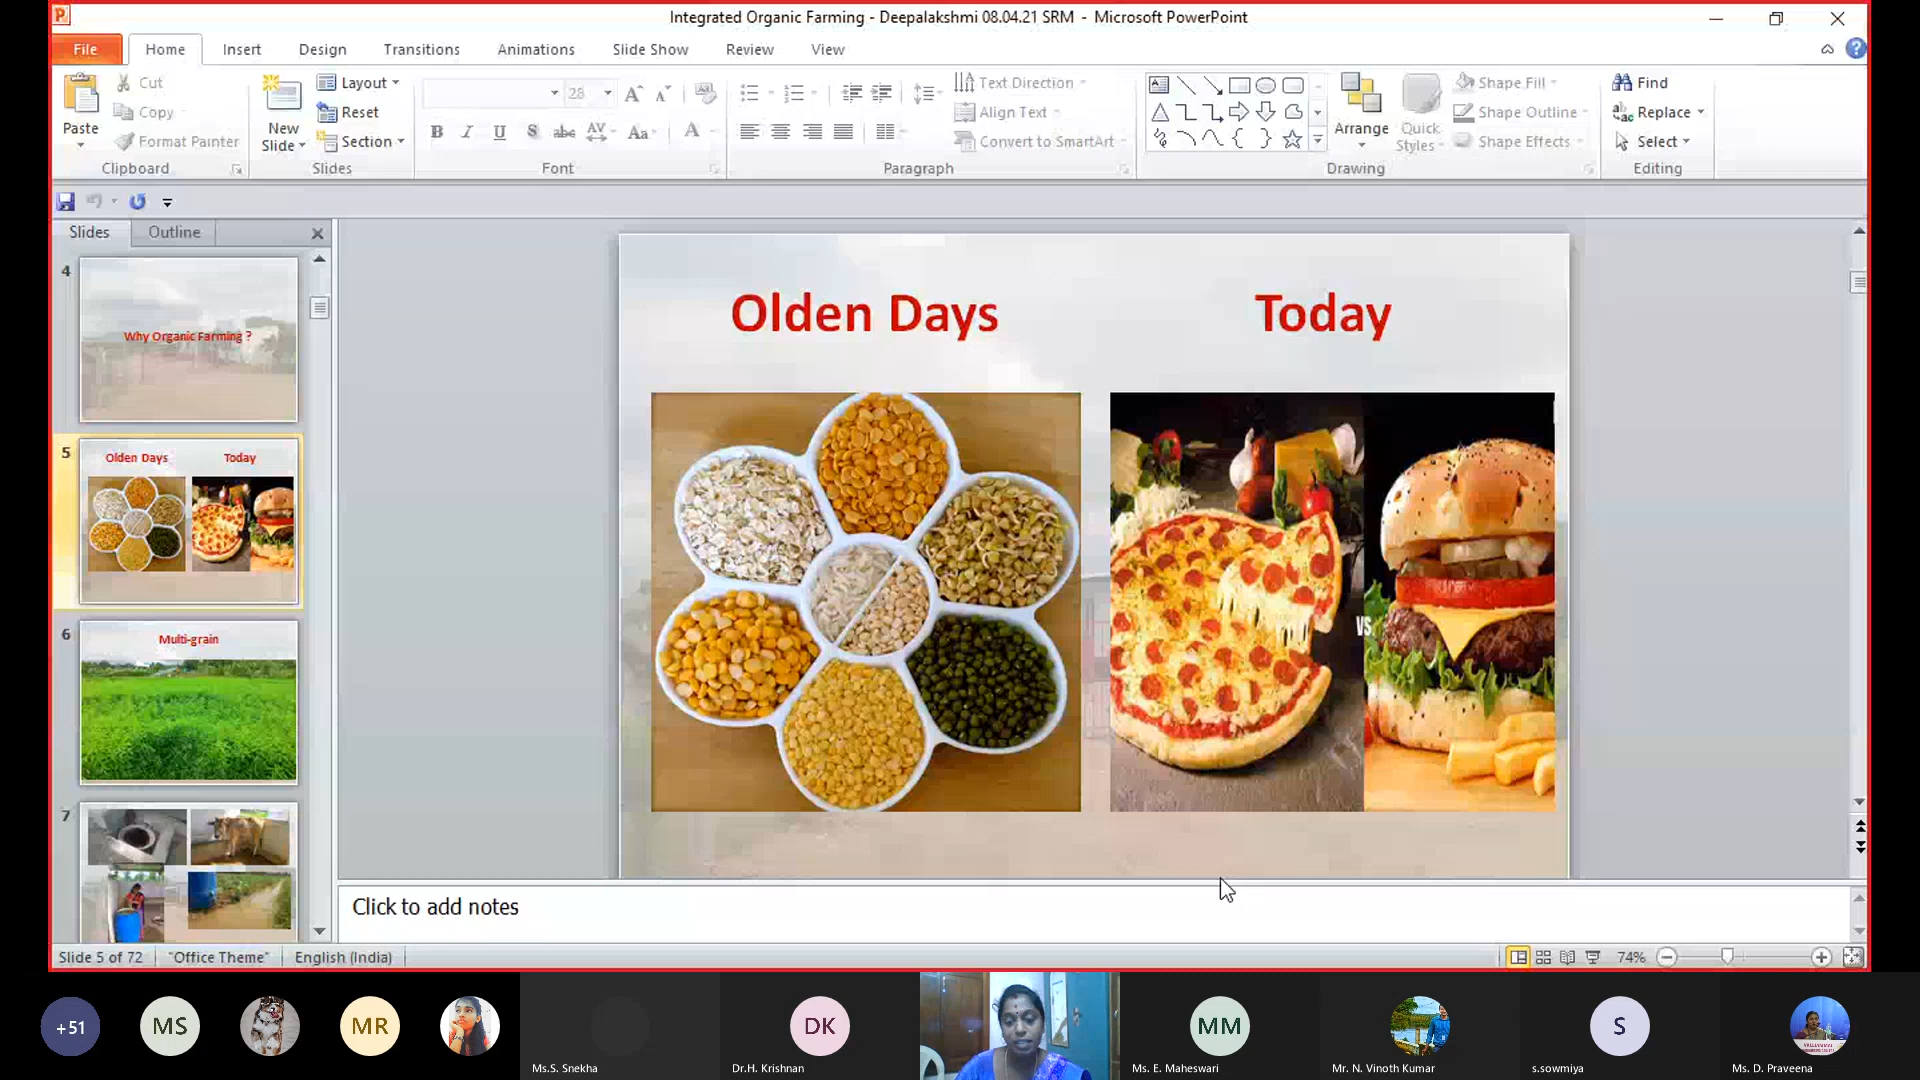 Integrated Organic Farming - Deepalakshmi 08.04.21 SRM - Microsoft PowerPoint
File Home Insert Design Transitions Animations Slide Show Review View
Paste
Cut
Copy
Format Painter
Clipboard
New Slide
Layout
Reset
Section
Slides
28
B I U S abc AV Aa A
Font
Text Direction
Align Text
Convert to SmartArt
Paragraph
Arrange
Quick Styles
Shape Fill
Shape Outline
Shape Effects
Drawing
Find
Replace
Select
Editing
Slides Outline
4
Why Organic Farming ?
5
Olden Days Today
6
Multi-grain
7
Olden Days Today
VS
Click to add notes
Slide 5 of 72 "Office Theme" English (India) 74%
+51 MS MR DK MM S
Ms.S. Snekha Dr.H. Krishnan Ms. E. Maheswari Mr. N. Vinoth Kumar s.sowmiya Ms. D. Praveena